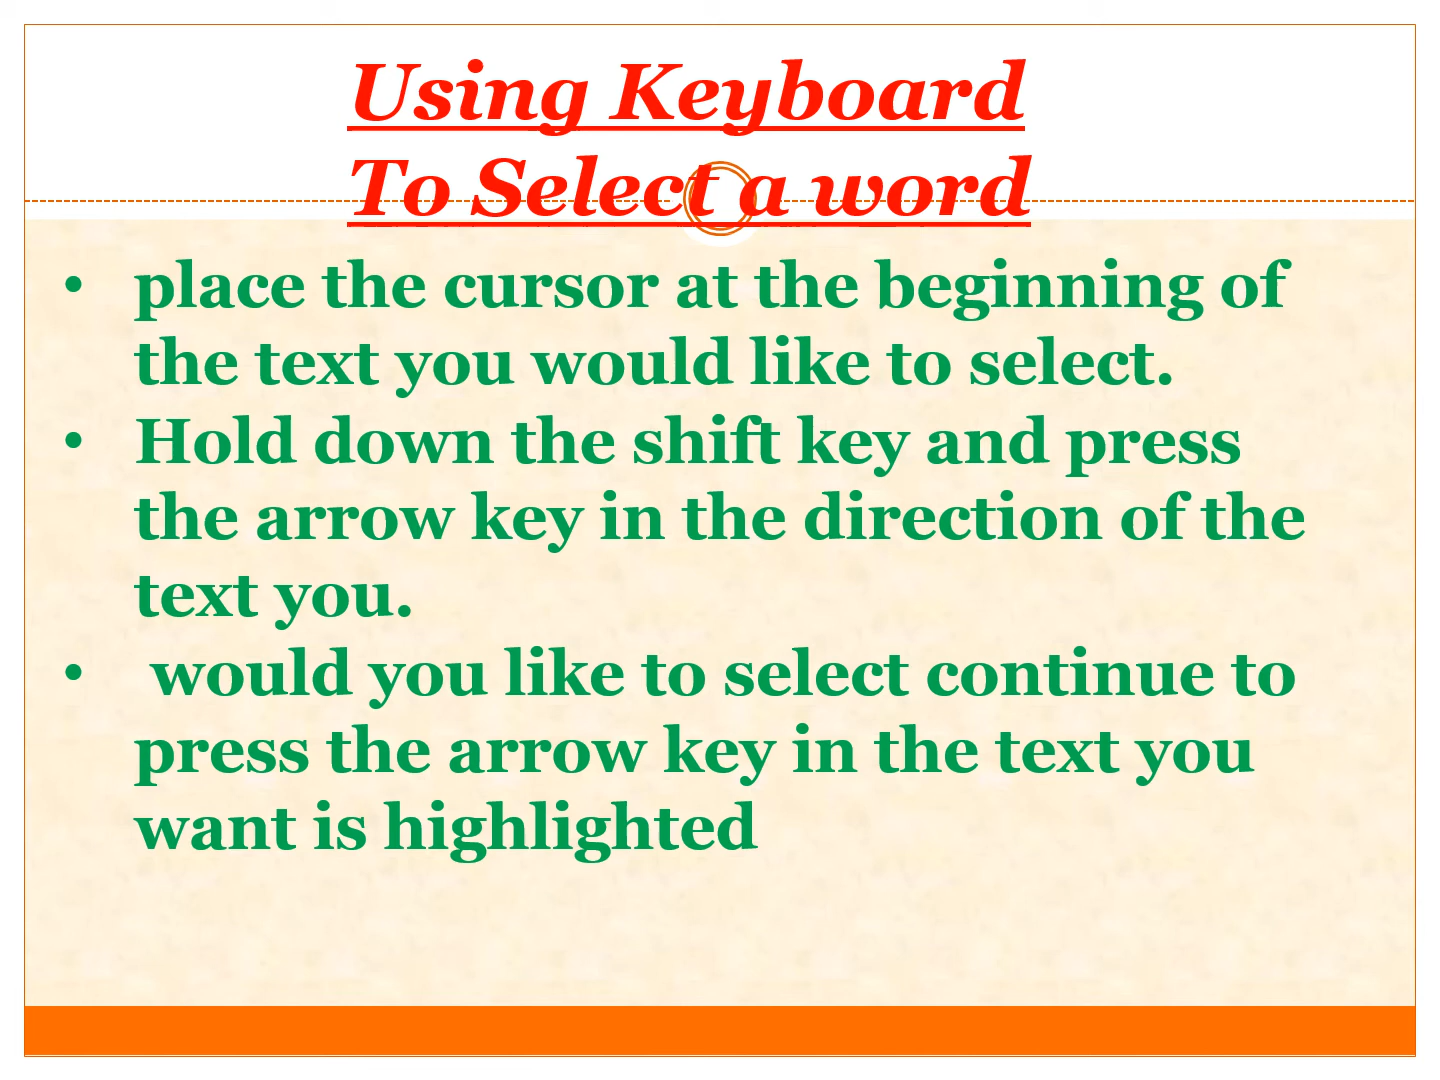 Using Keyboard
To Select a word
• place the cursor at the beginning of
the text you would like to select.
• Hold down the shift key and press
the arrow key in the direction of the
text you.
• would you like to select continue to
press the arrow key in the text you
want is highlighted